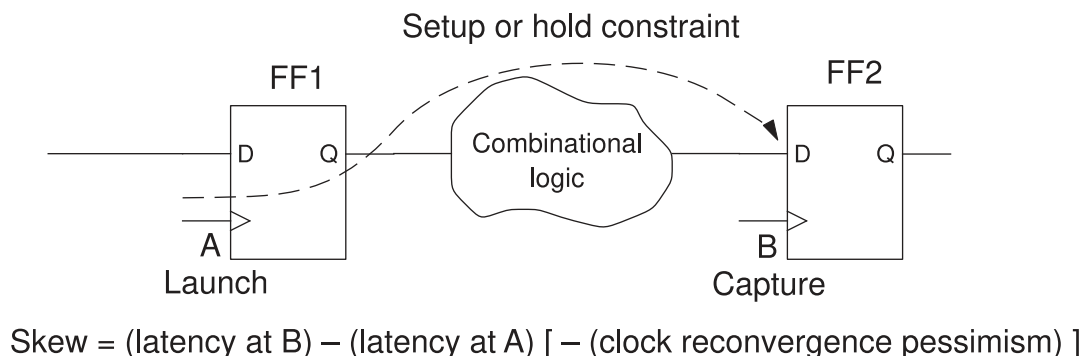 Setup or hold constraint
FF1
FF2
D
Q
Combinational
logic
D
Q
A
B
Launch
Capture
Skew = (latency at B) – (latency at A) [ – (clock reconvergence pessimism) ]